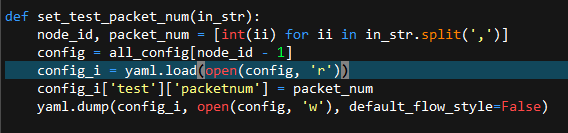 def set_test_packet_num(in_str):
    node_id, packet_num = [int(ii) for ii in in_str.split(',')]
    config = all_config[node_id - 1]
    config_i = yaml.load(open(config, 'r'))
    config_i['test']['packetnum'] = packet_num
    yaml.dump(config_i, open(config, 'w'), default_flow_style=False)